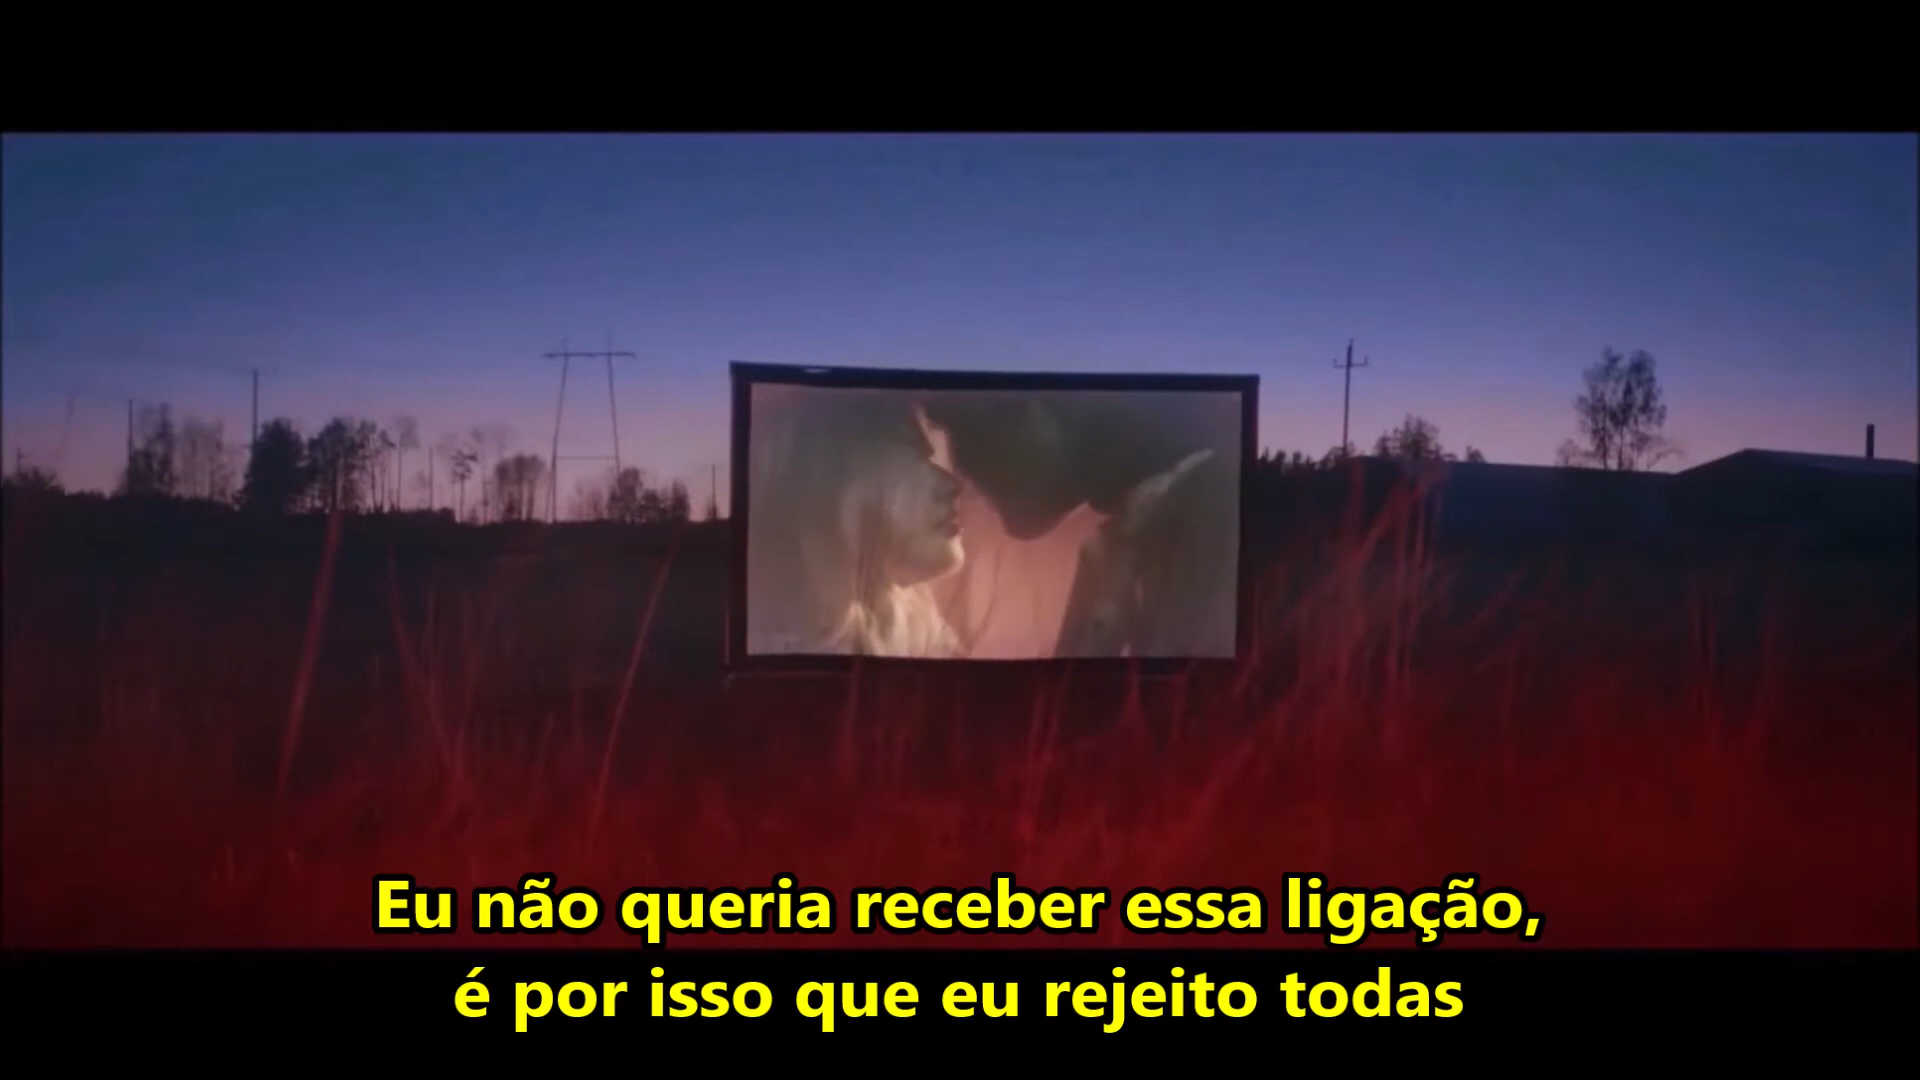 Eu não queria receber essa ligação,
é por isso que eu rejeito todas